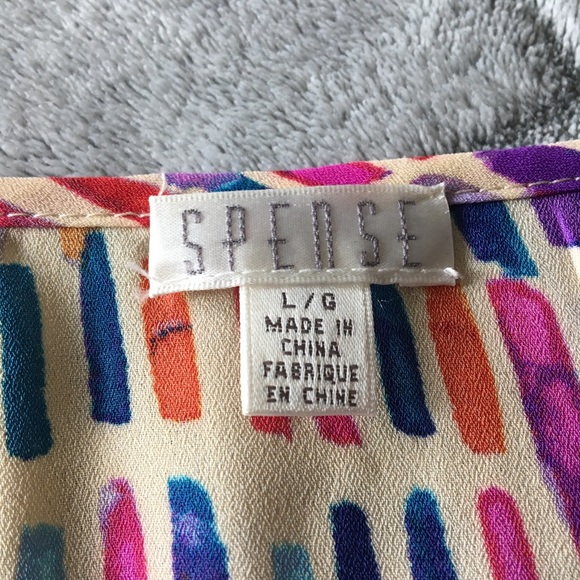 SPENSE
L/G
MADE IN
CHINA
FABRIQUE
EN CHINE